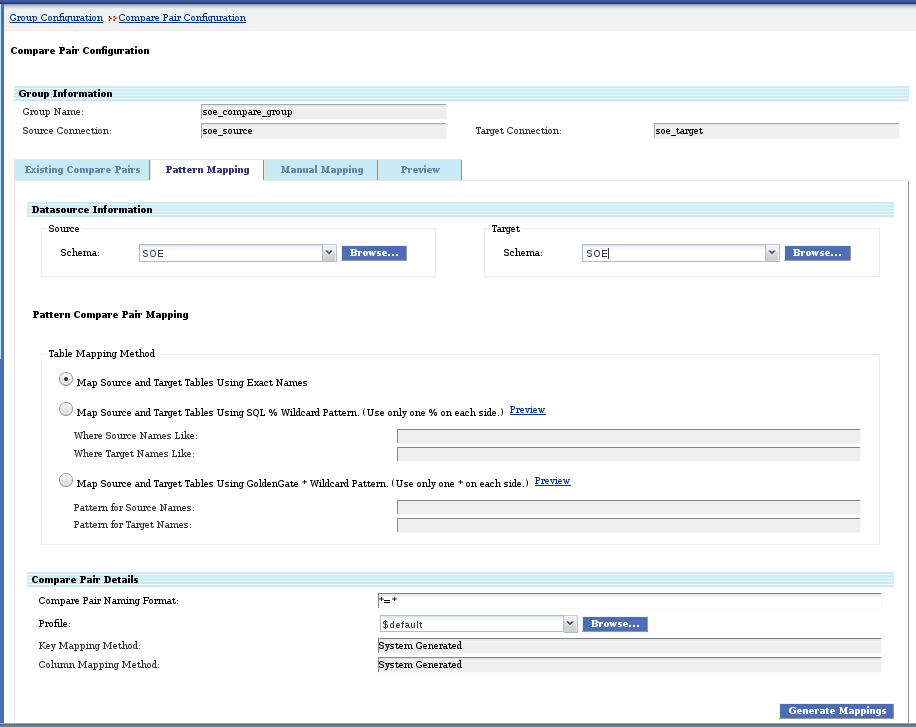 Group Configuration >> Compare Pair Configuration
Compare Pair Configuration
Group Information
Group Name: soe_compare_group
Source Connection: soe_source Target Connection: soe_target
Existing Compare Pairs Pattern Mapping Manual Mapping Preview
Datasource Information
Source Target
Schema: SOE Browse... Schema: SOE Browse...
Pattern Compare Pair Mapping
Table Mapping Method
Map Source and Target Tables Using Exact Names
Map Source and Target Tables Using SQL % Wildcard Pattern. (Use only one % on each side.) Preview
Where Source Names Like:
Where Target Names Like:
Map Source and Target Tables Using GoldenGate * Wildcard Pattern. (Use only one * on each side.) Preview
Pattern for Source Names:
Pattern for Target Names:
Compare Pair Details
Compare Pair Naming Format: *=*
Profile: $default Browse...
Key Mapping Method: System Generated
Column Mapping Method: System Generated
Generate Mappings